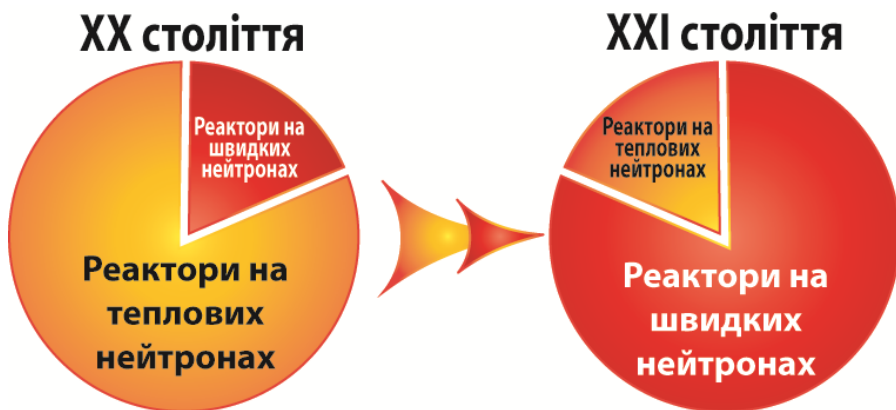 XX століття
Реактори на
швидких
нейтронах
Реактори на
теплових
нейтронах
XXI століття
Реактори на
теплових
нейтронах
Реактори на
швидких
нейтронах